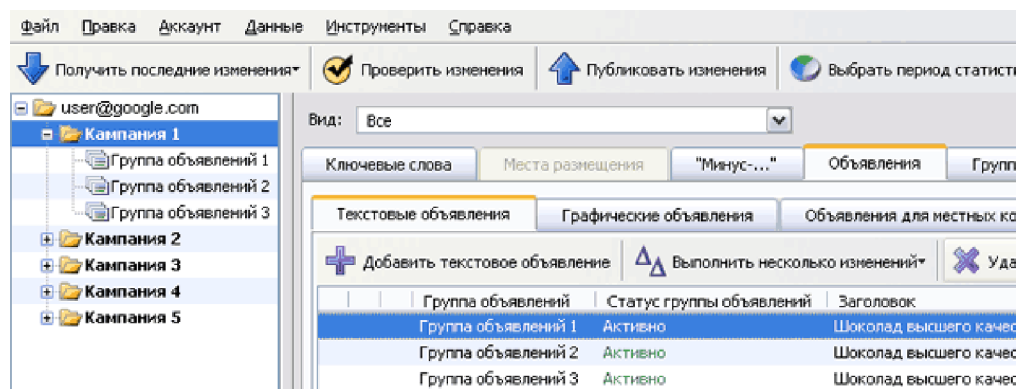 Файл Правка Аккаунт Данные Инструменты Справка
Получить последние изменения Проверить изменения Публиковать изменения Выбрать период статист
user@google.com
Кампания 1
Группа объявлений 1
Группа объявлений 2
Группа объявлений 3
Кампания 2
Кампания 3
Кампания 4
Кампания 5
Вид: Все
Ключевые слова Места размещения "Минус-..." Объявления Групп
Текстовые объявления Графические объявления Объявления для местных ко
Добавить текстовое объявление Выполнить несколько изменений Уда
Группа объявлений Статус группы объявлений Заголовок
Группа объявлений 1 Активно Шоколад высшего качес
Группа объявлений 2 Активно Шоколад высшего качес
Группа объявлений 3 Активно Шоколад высшего качес